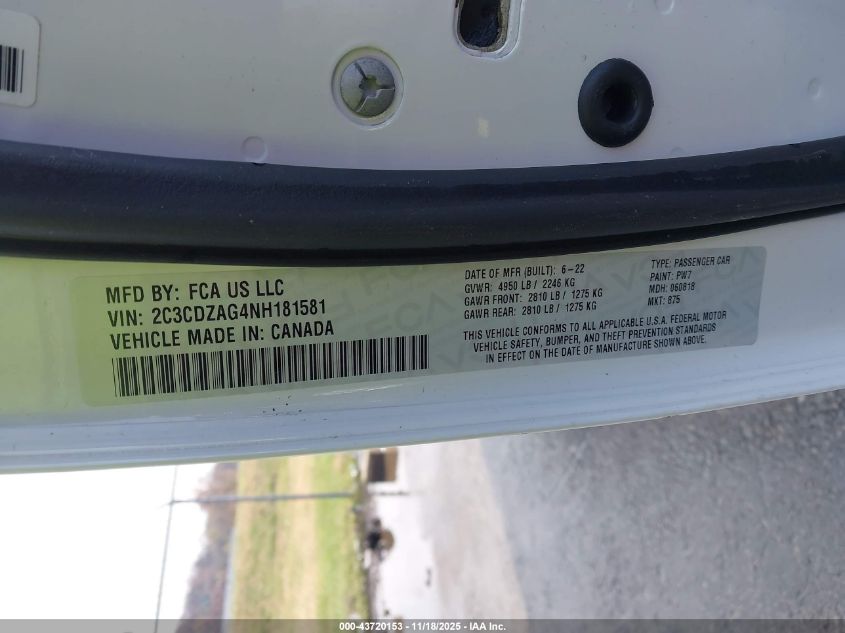 MFD BY: FCA US LLC
VIN: 2C3CDZAG4NH181581
VEHICLE MADE IN: CANADA
DATE OF MFR (BUILT): 6-22
GVWR: 4950 LB / 2246 KG
GAWR FRONT: 2810 LB / 1275 KG
GAWR REAR: 2810 LB / 1275 KG
TYPE: PASSENGER CAR
PAINT: PW7
MDH: 060818
MKT: 875
THIS VEHICLE CONFORMS TO ALL APPLICABLE U.S.A. FEDERAL MOTOR
VEHICLE SAFETY, BUMPER, AND THEFT PREVENTION STANDARDS
IN EFFECT ON THE DATE OF MANUFACTURE SHOWN ABOVE.
000-43720153 - 11/18/2025 - IAA Inc.